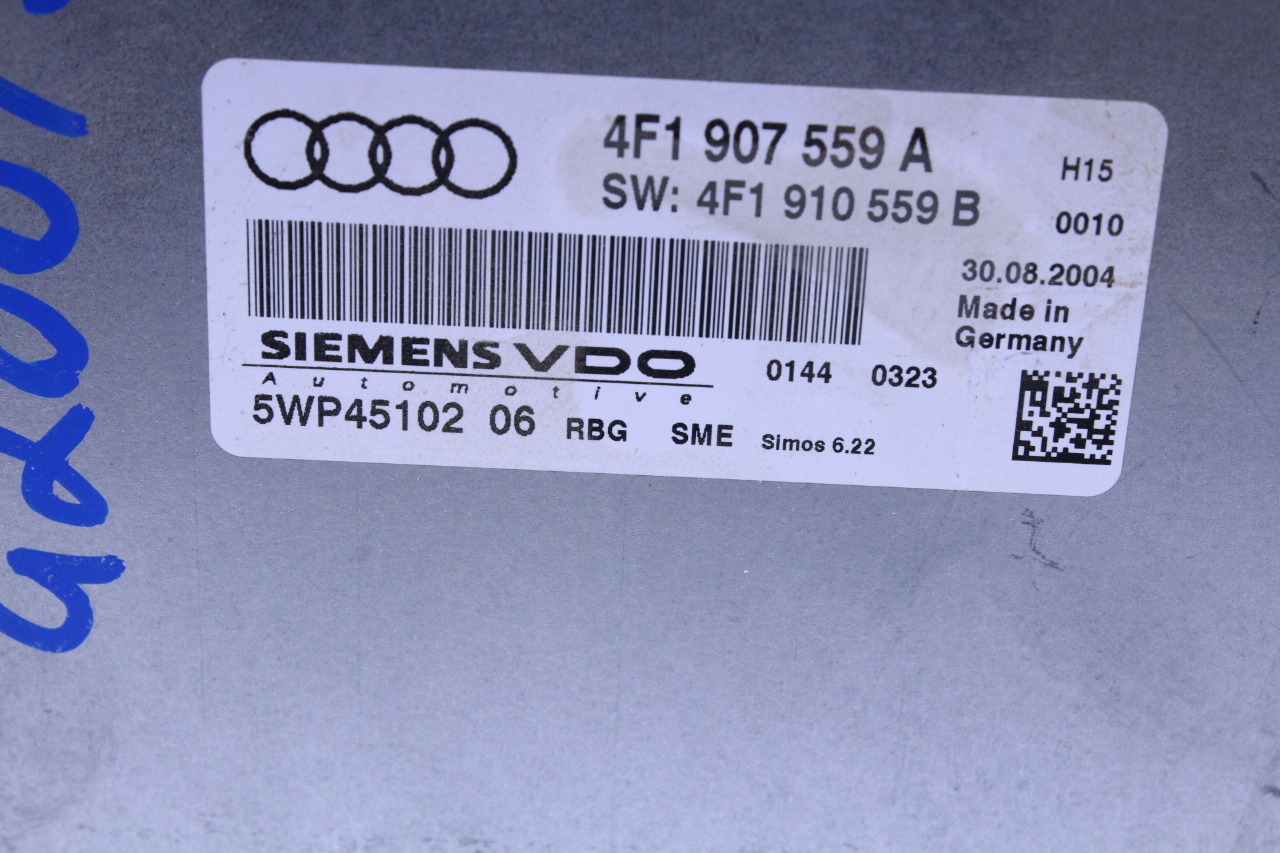 4F1 907 559 A
H15
SW: 4F1 910 559 B
0010
30.08.2004
Made in
Germany
SIEMENS VDO
Automotive
0144 0323
5WP45102 06 RBG SME Simos 6.22